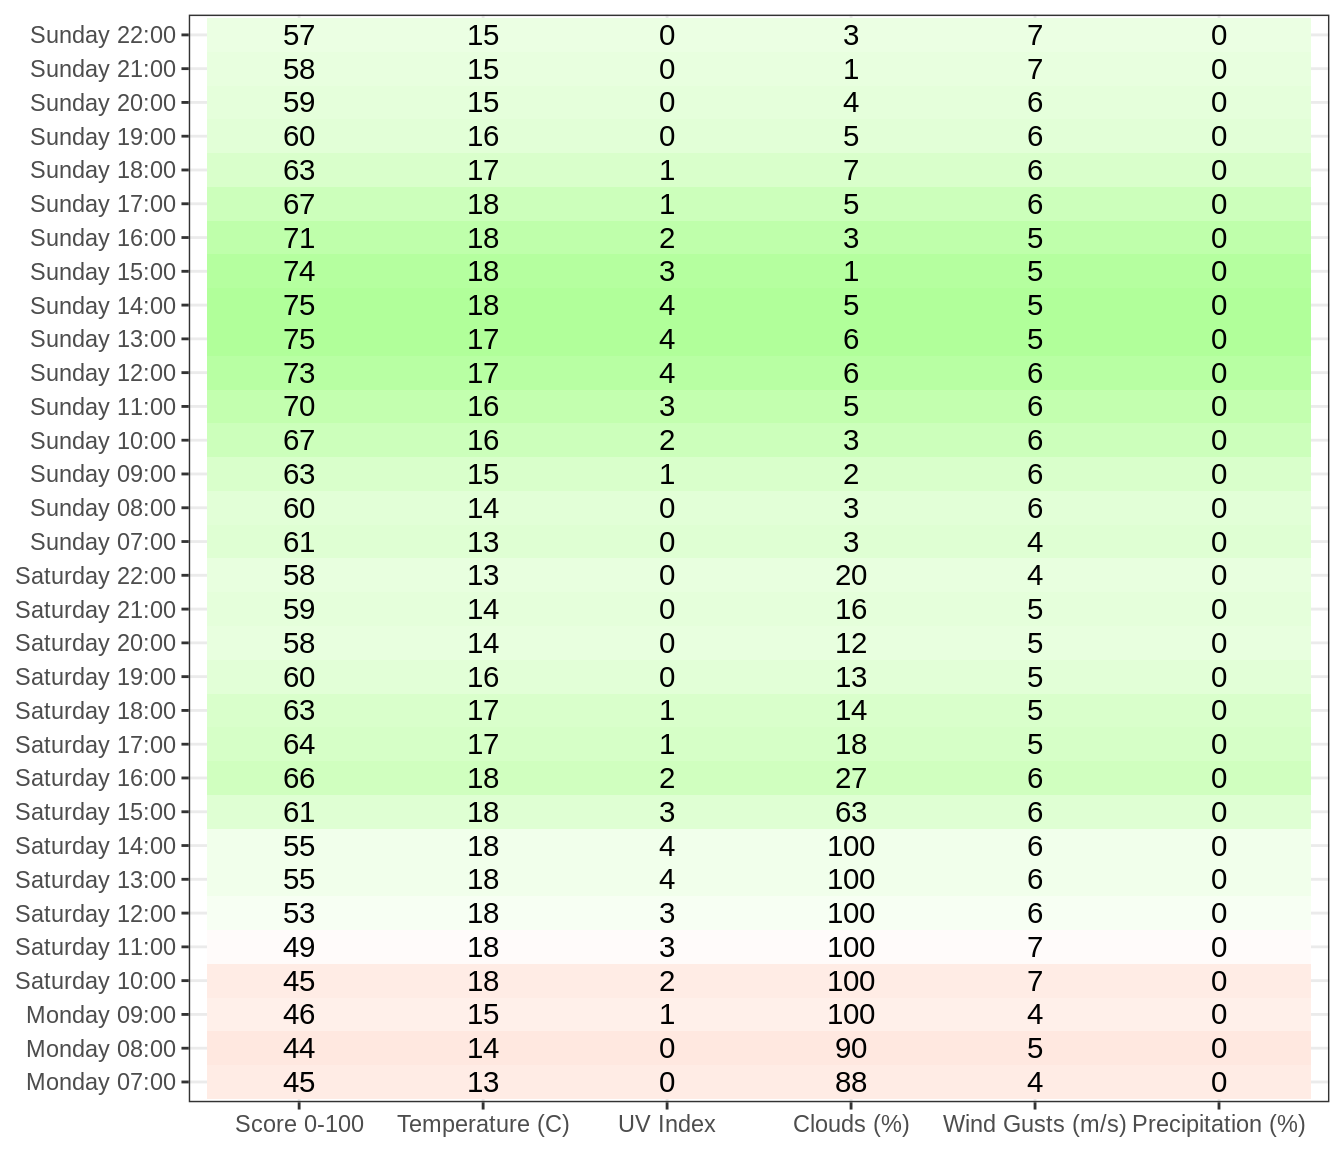 Sunday 22:00 57 15 0 3 7 0
Sunday 21:00 58 15 0 1 7 0
Sunday 20:00 59 15 0 4 6 0
Sunday 19:00 60 16 0 5 6 0
Sunday 18:00 63 17 1 7 6 0
Sunday 17:00 67 18 1 5 6 0
Sunday 16:00 71 18 2 3 5 0
Sunday 15:00 74 18 3 1 5 0
Sunday 14:00 75 18 4 5 5 0
Sunday 13:00 75 17 4 6 5 0
Sunday 12:00 73 17 4 6 6 0
Sunday 11:00 70 16 3 5 6 0
Sunday 10:00 67 16 2 3 6 0
Sunday 09:00 63 15 1 2 6 0
Sunday 08:00 60 14 0 3 6 0
Sunday 07:00 61 13 0 3 4 0
Saturday 22:00 58 13 0 20 4 0
Saturday 21:00 59 14 0 16 5 0
Saturday 20:00 58 14 0 12 5 0
Saturday 19:00 60 16 0 13 5 0
Saturday 18:00 63 17 1 14 5 0
Saturday 17:00 64 17 1 18 5 0
Saturday 16:00 66 18 2 27 6 0
Saturday 15:00 61 18 3 63 6 0
Saturday 14:00 55 18 4 100 6 0
Saturday 13:00 55 18 4 100 6 0
Saturday 12:00 53 18 3 100 6 0
Saturday 11:00 49 18 3 100 7 0
Saturday 10:00 45 18 2 100 7 0
Monday 09:00 46 15 1 100 4 0
Monday 08:00 44 14 0 90 5 0
Monday 07:00 45 13 0 88 4 0
Score 0-100 Temperature (C) UV Index Clouds (%) Wind Gusts (m/s) Precipitation (%)